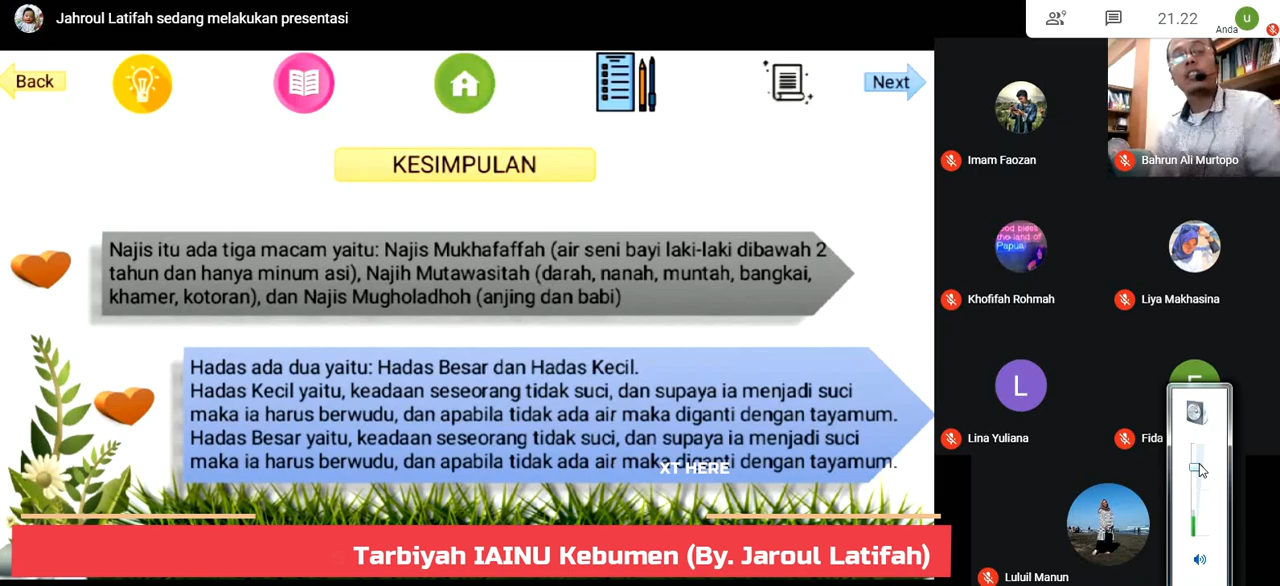 Jahroul Latifah sedang melakukan presentasi
21.22
Anda
u
Back
Next
KESIMPULAN
Najis itu ada tiga macam yaitu: Najis Mukhafaffah (air seni bayi laki-laki dibawah 2
tahun dan hanya minum asi), Najih Mutawasitah (darah, nanah, muntah, bangkai,
khamer, kotoran), dan Najis Mugholadhoh (anjing dan babi)
Hadas ada dua yaitu: Hadas Besar dan Hadas Kecil.
Hadas Kecil yaitu, keadaan seseorang tidak suci, dan supaya ia menjadi suci
maka ia harus berwudu, dan apabila tidak ada air maka diganti dengan tayamum.
Hadas Besar yaitu, keadaan seseorang tidak suci, dan supaya ia menjadi suci
maka ia harus berwudu, dan apabila tidak ada air maka diganti dengan tayamum.
XT HERE
Tarbiyah IAINU Kebumen (By. Jaroul Latifah)
Imam Faozan
Bahrun Ali Murtopo
God bless
the land of
Papua
Khofifah Rohmah
Liya Makhasina
L
Lina Yuliana
Fida
Luluil Manun